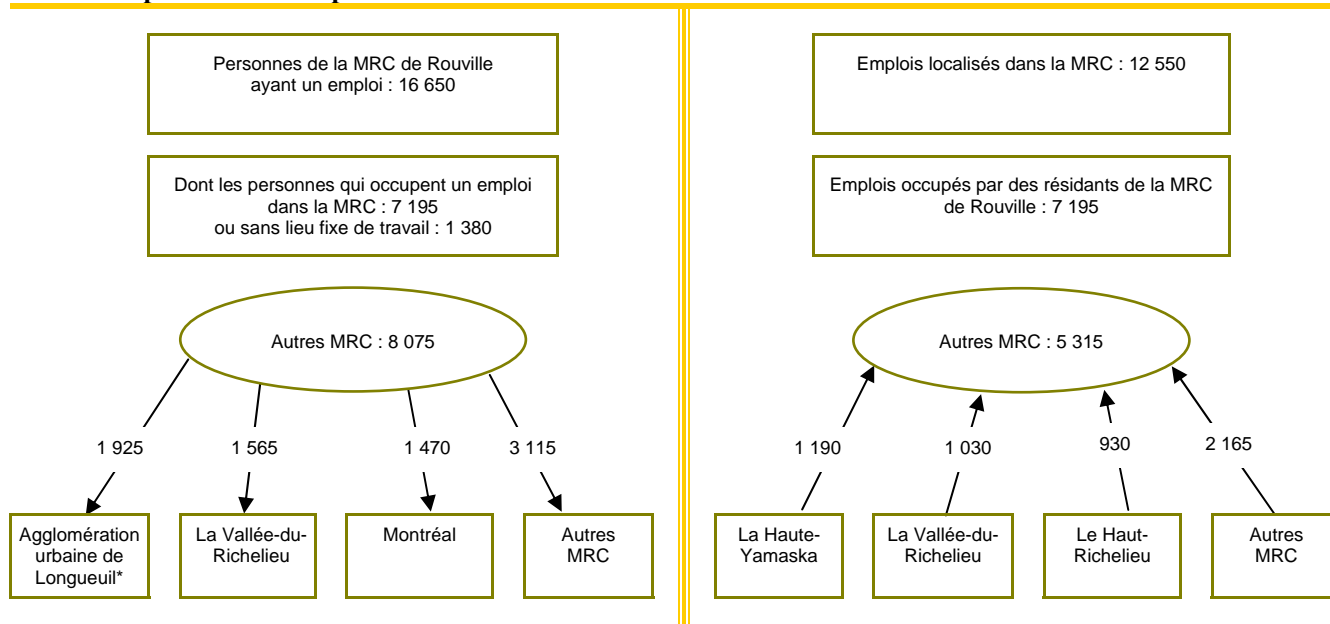 Personnes de la MRC de Rouville
ayant un emploi : 16 650
Dont les personnes qui occupent un emploi
dans la MRC : 7 195
ou sans lieu fixe de travail : 1 380
Autres MRC : 8 075
1 925
1 565
1 470
3 115
Agglomération
urbaine de
Longueuil*
La Vallée-du-
Richelieu
Montréal
Autres
MRC
Emplois localisés dans la MRC : 12 550
Emplois occupés par des résidants de la MRC
de Rouville : 7 195
Autres MRC : 5 315
1 190
1 030
930
2 165
La Haute-
Yamaska
La Vallée-du-
Richelieu
Le Haut-
Richelieu
Autres
MRC